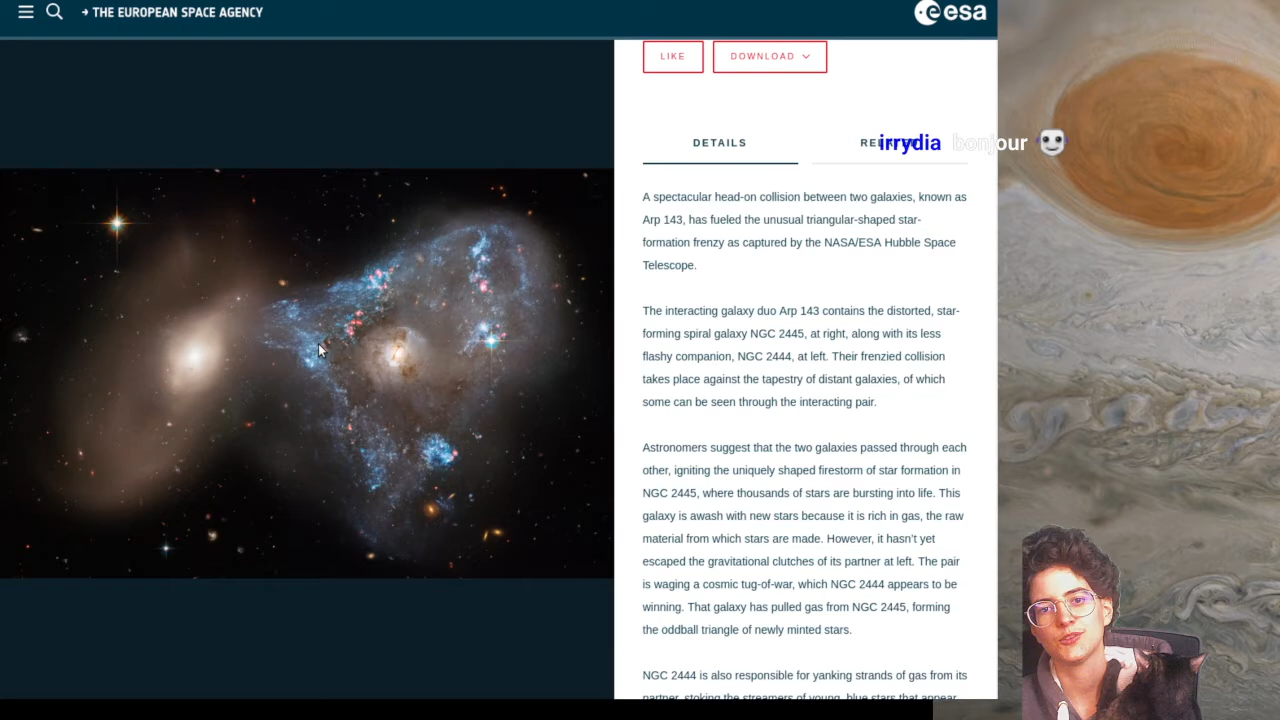 → THE EUROPEAN SPACE AGENCY
esa
LIKE
DOWNLOAD
DETAILS
irrydia bonjour
A spectacular head-on collision between two galaxies, known as
Arp 143, has fueled the unusual triangular-shaped star-
formation frenzy as captured by the NASA/ESA Hubble Space
Telescope.
The interacting galaxy duo Arp 143 contains the distorted, star-
forming spiral galaxy NGC 2445, at right, along with its less
flashy companion, NGC 2444, at left. Their frenzied collision
takes place against the tapestry of distant galaxies, of which
some can be seen through the interacting pair.
Astronomers suggest that the two galaxies passed through each
other, igniting the uniquely shaped firestorm of star formation in
NGC 2445, where thousands of stars are bursting into life. This
galaxy is awash with new stars because it is rich in gas, the raw
material from which stars are made. However, it hasn’t yet
escaped the gravitational clutches of its partner at left. The pair
is waging a cosmic tug-of-war, which NGC 2444 appears to be
winning. That galaxy has pulled gas from NGC 2445, forming
the oddball triangle of newly minted stars.
NGC 2444 is also responsible for yanking strands of gas from its
partner, stoking the streamers of young, blue stars that appear